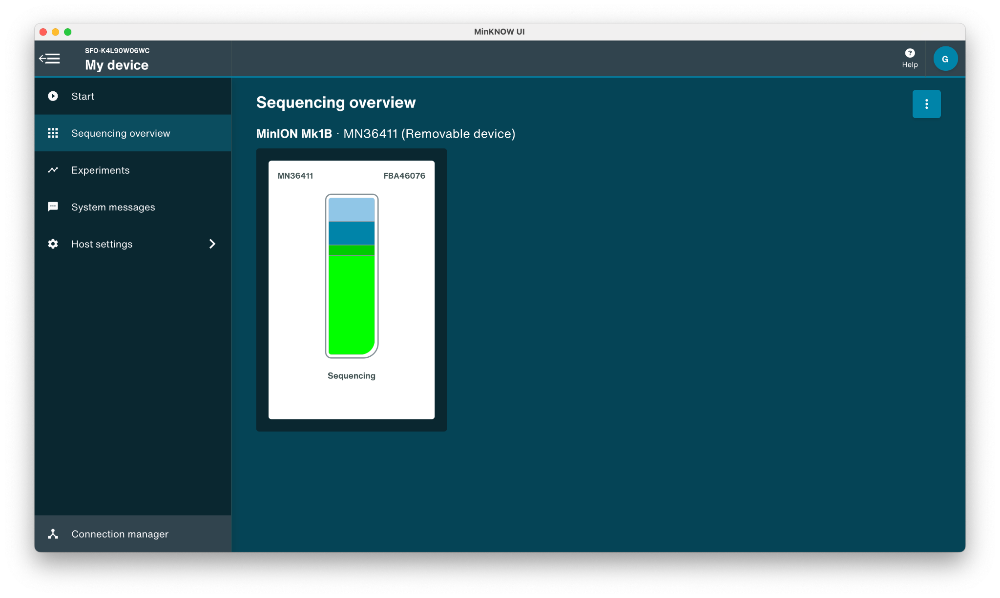 MinKNOW UI
SFO-K4L90W06WC
My device
Help
G
Start
Sequencing overview
Experiments
System messages
Host settings
Connection manager
Sequencing overview
MinION Mk1B · MN36411 (Removable device)
MN36411 FBA46076
Sequencing